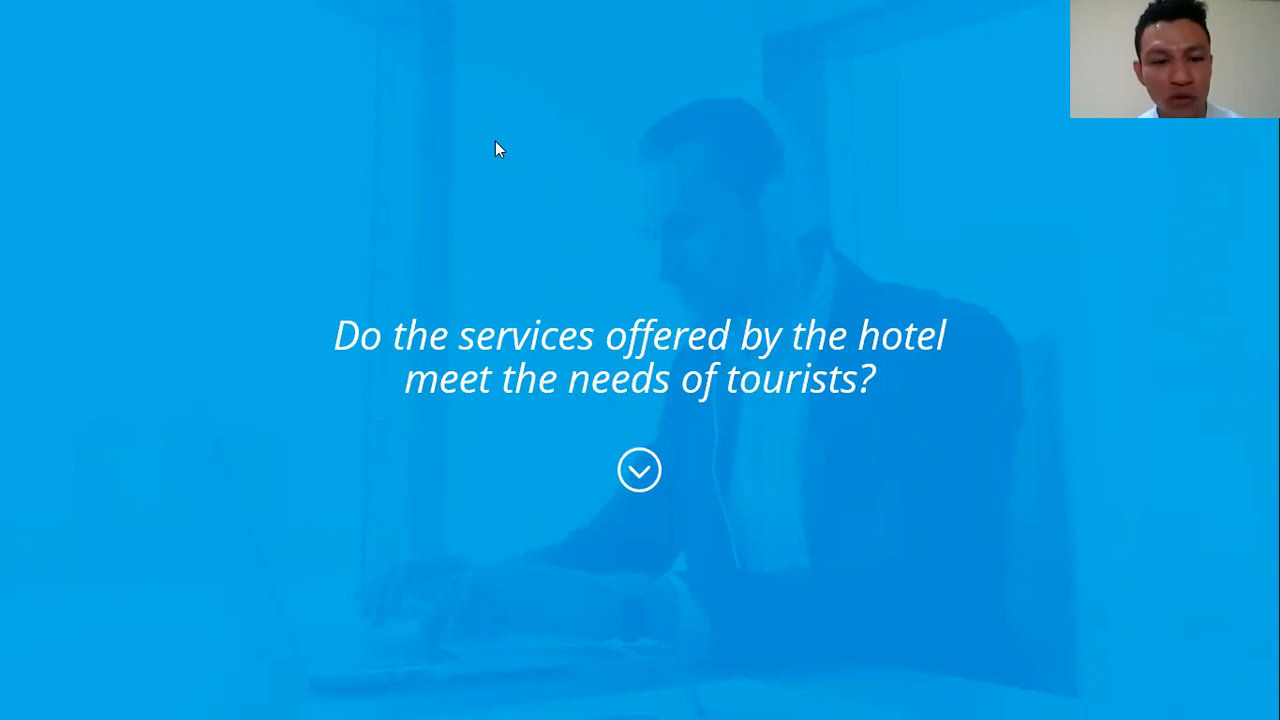 Do the services offered by the hotel
meet the needs of tourists?